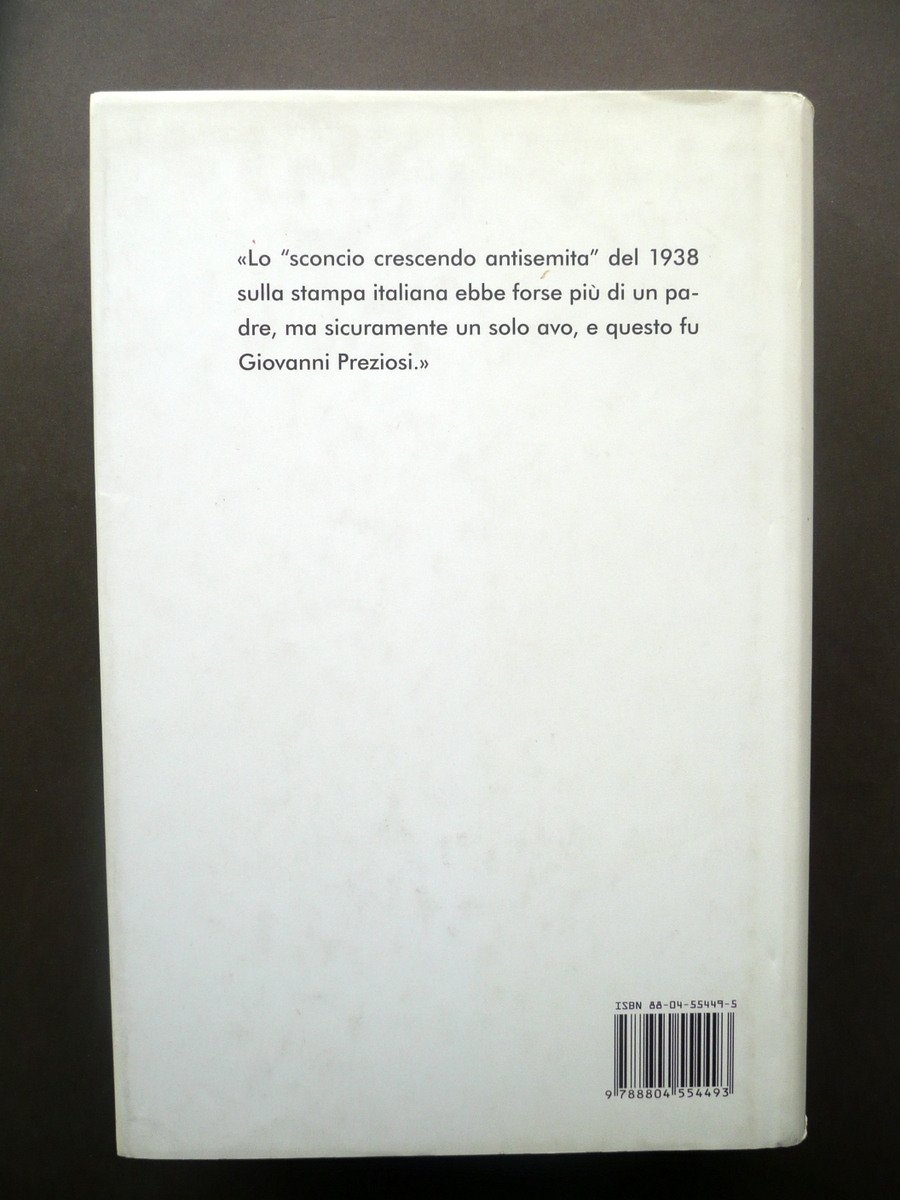 «Lo “sconcio crescendo antisemita” del 1938
sulla stampa italiana ebbe forse più di un pa-
dre, ma sicuramente un solo avo, e questo fu
Giovanni Preziosi.»
ISBN 88-04-55449-5
9 788804 554493